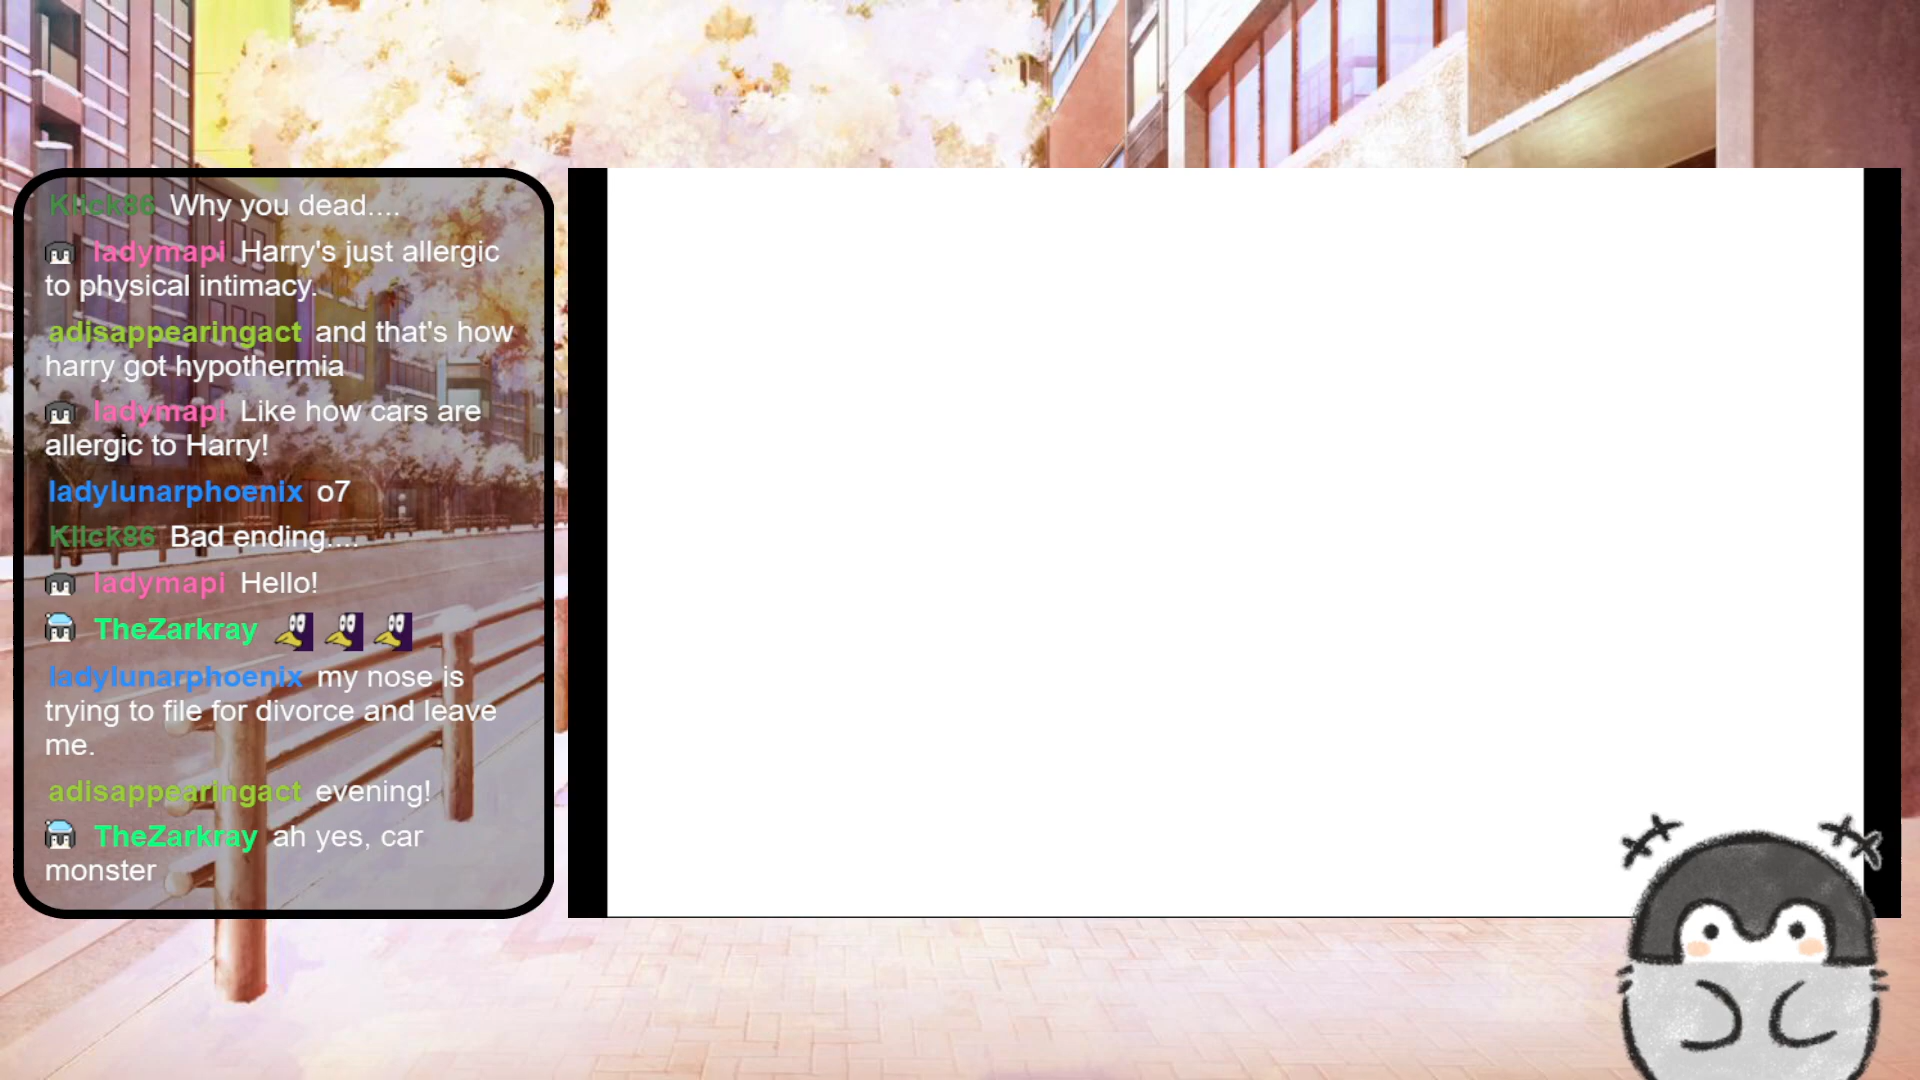 Klick86 Why you dead....
ladymapi Harry's just allergic
to physical intimacy.
adisappearingact and that's how
harry got hypothermia
ladymapi Like how cars are
allergic to Harry!
ladylunarphoenix o7
Klick86 Bad ending....
ladymapi Hello!
TheZarkray
ladylunarphoenix my nose is
trying to file for divorce and leave
me.
adisappearingact evening!
TheZarkray ah yes, car
monster